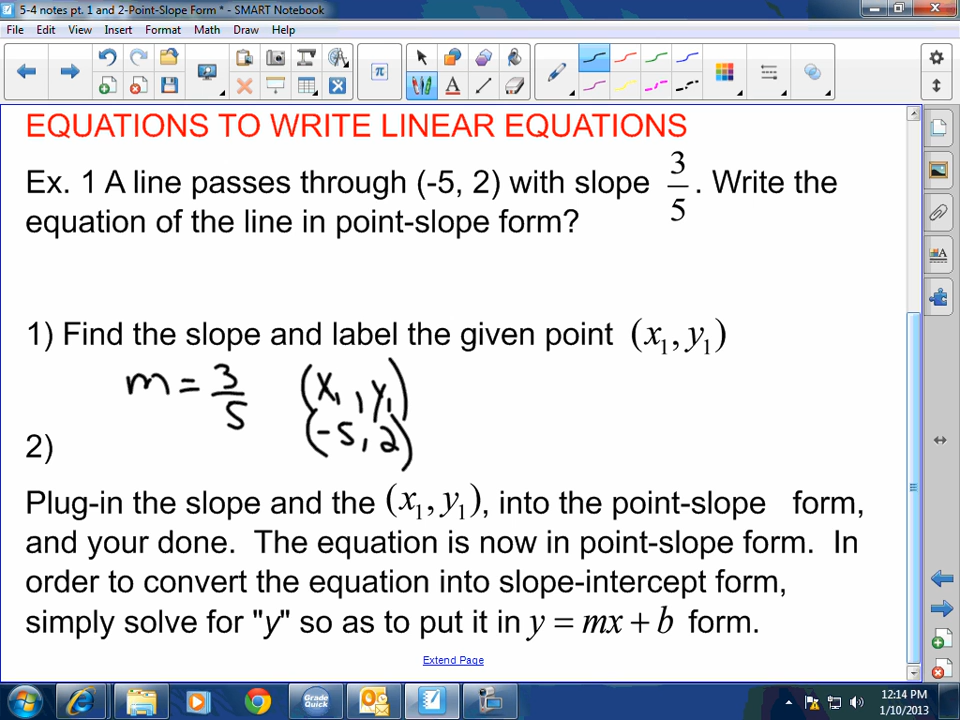 5-4 notes pt. 1 and 2-Point-Slope Form * - SMART Notebook
File Edit View Insert Format Math Draw Help
EQUATIONS TO WRITE LINEAR EQUATIONS
Ex. 1 A line passes through (-5, 2) with slope 3/5. Write the
equation of the line in point-slope form?
1) Find the slope and label the given point (x₁, y₁)
m = 3/5 (x₁, y₁)
(-5, 2)
2)
Plug-in the slope and the (x₁, y₁), into the point-slope form,
and your done. The equation is now in point-slope form. In
order to convert the equation into slope-intercept form,
simply solve for "y" so as to put it in y = mx + b form.
Extend Page
Grade
Quick
12:14 PM
1/10/2013